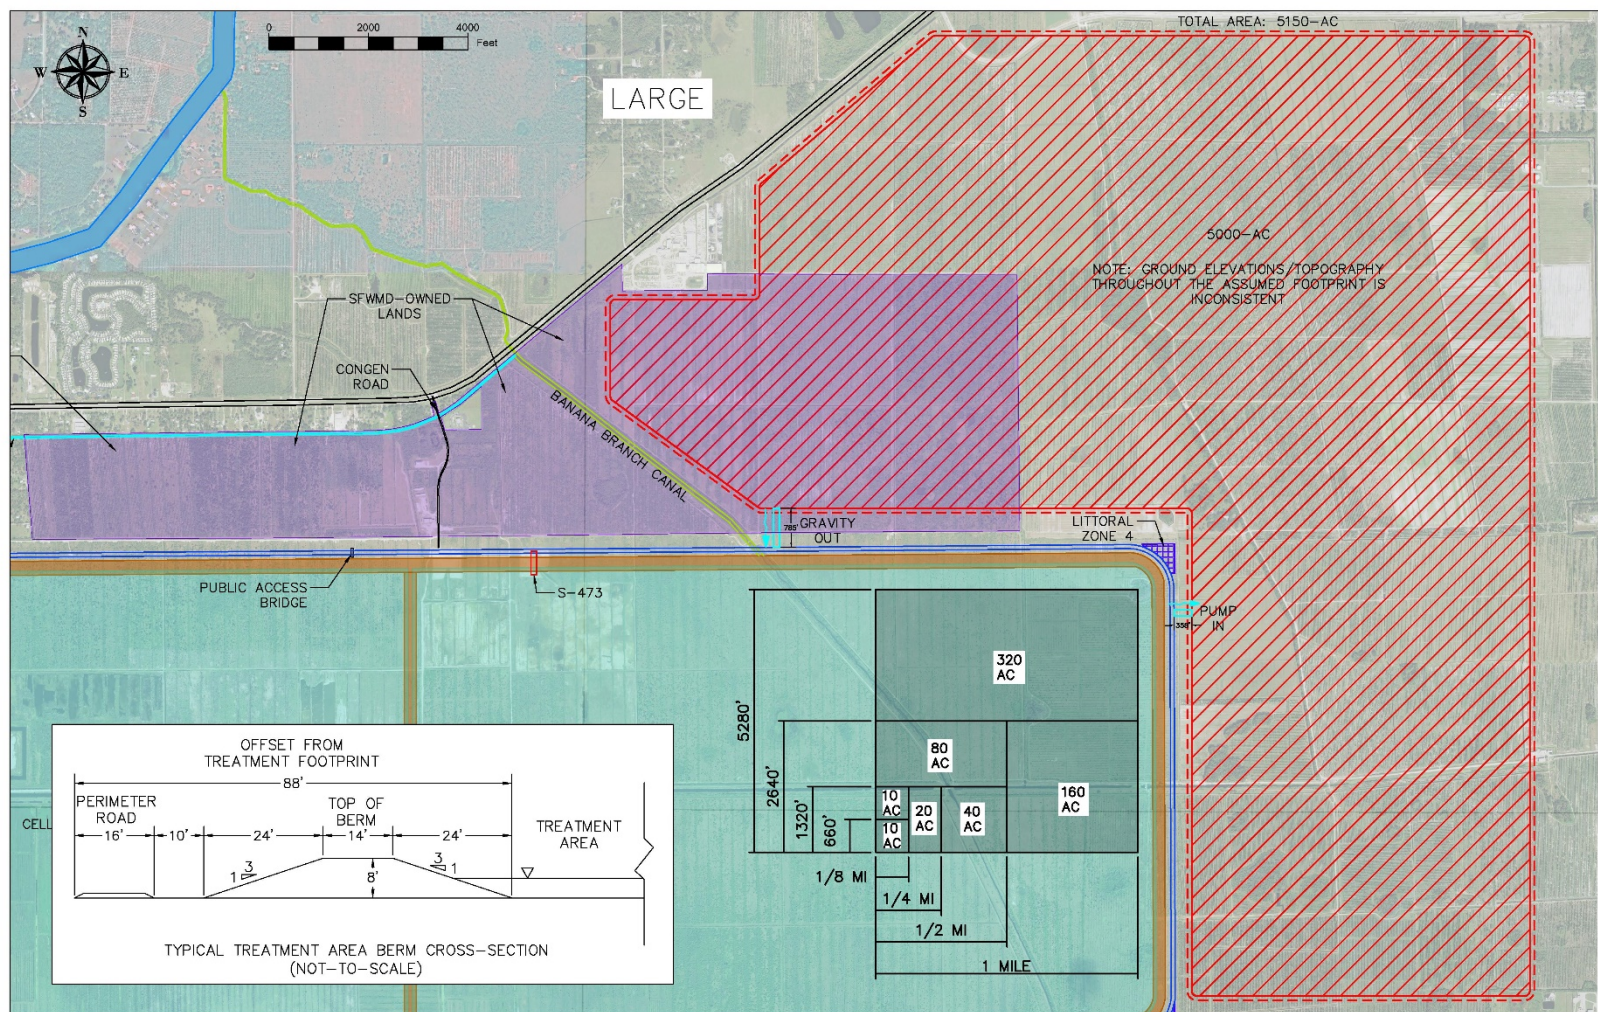 TOTAL AREA: 5150-AC
0 2000 4000
Feet
N
W E
S
LARGE
5000-AC
NOTE: GROUND ELEVATIONS/TOPOGRAPHY
THROUGHOUT THE ASSUMED FOOTPRINT IS
INCONSISTENT
SFWMD-OWNED
LANDS
CONGEN
ROAD
BANANA BRANCH CANAL
785'
GRAVITY
OUT
LITTORAL
ZONE 4
PUBLIC ACCESS
BRIDGE
S-473
PUMP
IN
358'
320
AC
80
AC
160
AC
10
AC
20
AC
40
AC
10
AC
5280'
2640'
1320'
660'
1/8 MI
1/4 MI
1/2 MI
1 MILE
CELL
OFFSET FROM
TREATMENT FOOTPRINT
88'
PERIMETER
ROAD
TOP OF
BERM
16' 10' 24' 14' 24'
TREATMENT
AREA
3
1
8'
3
1
TYPICAL TREATMENT AREA BERM CROSS-SECTION
(NOT-TO-SCALE)